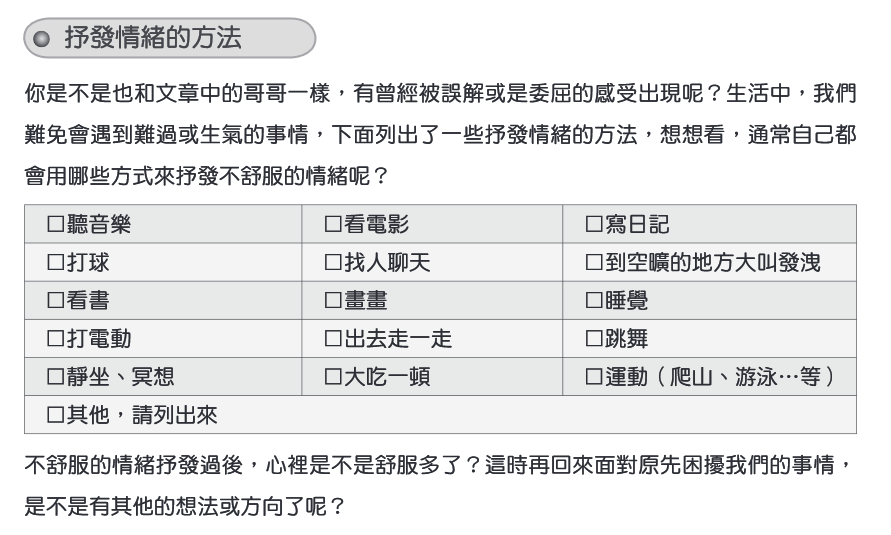 抒發情緒的方法
你是不是也和文章中的哥哥一樣，有曾經被誤解或是委屈的感受出現呢？生活中，我們
難免會遇到難過或生氣的事情，下面列出了一些抒發情緒的方法，想想看，通常自己都
會用哪些方式來抒發不舒服的情緒呢？
□聽音樂 □看電影 □寫日記
□打球 □找人聊天 □到空曠的地方大叫發洩
□看書 □畫畫 □睡覺
□打電動 □出去走一走 □跳舞
□靜坐、冥想 □大吃一頓 □運動（爬山、游泳…等）
□其他，請列出來
不舒服的情緒抒發過後，心裡是不是舒服多了？這時再回來面對原先困擾我們的事情，
是不是有其他的想法或方向了呢？